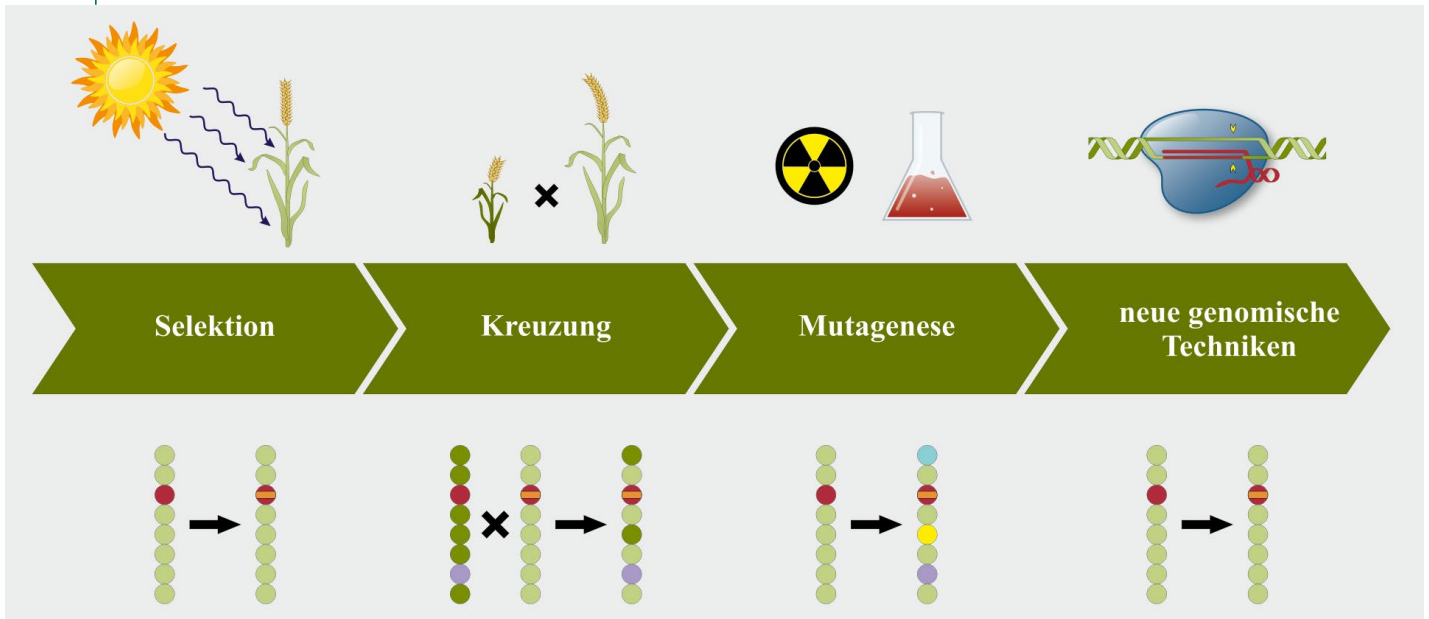 Selektion
Kreuzung
Mutagenese
neue genomische
Techniken